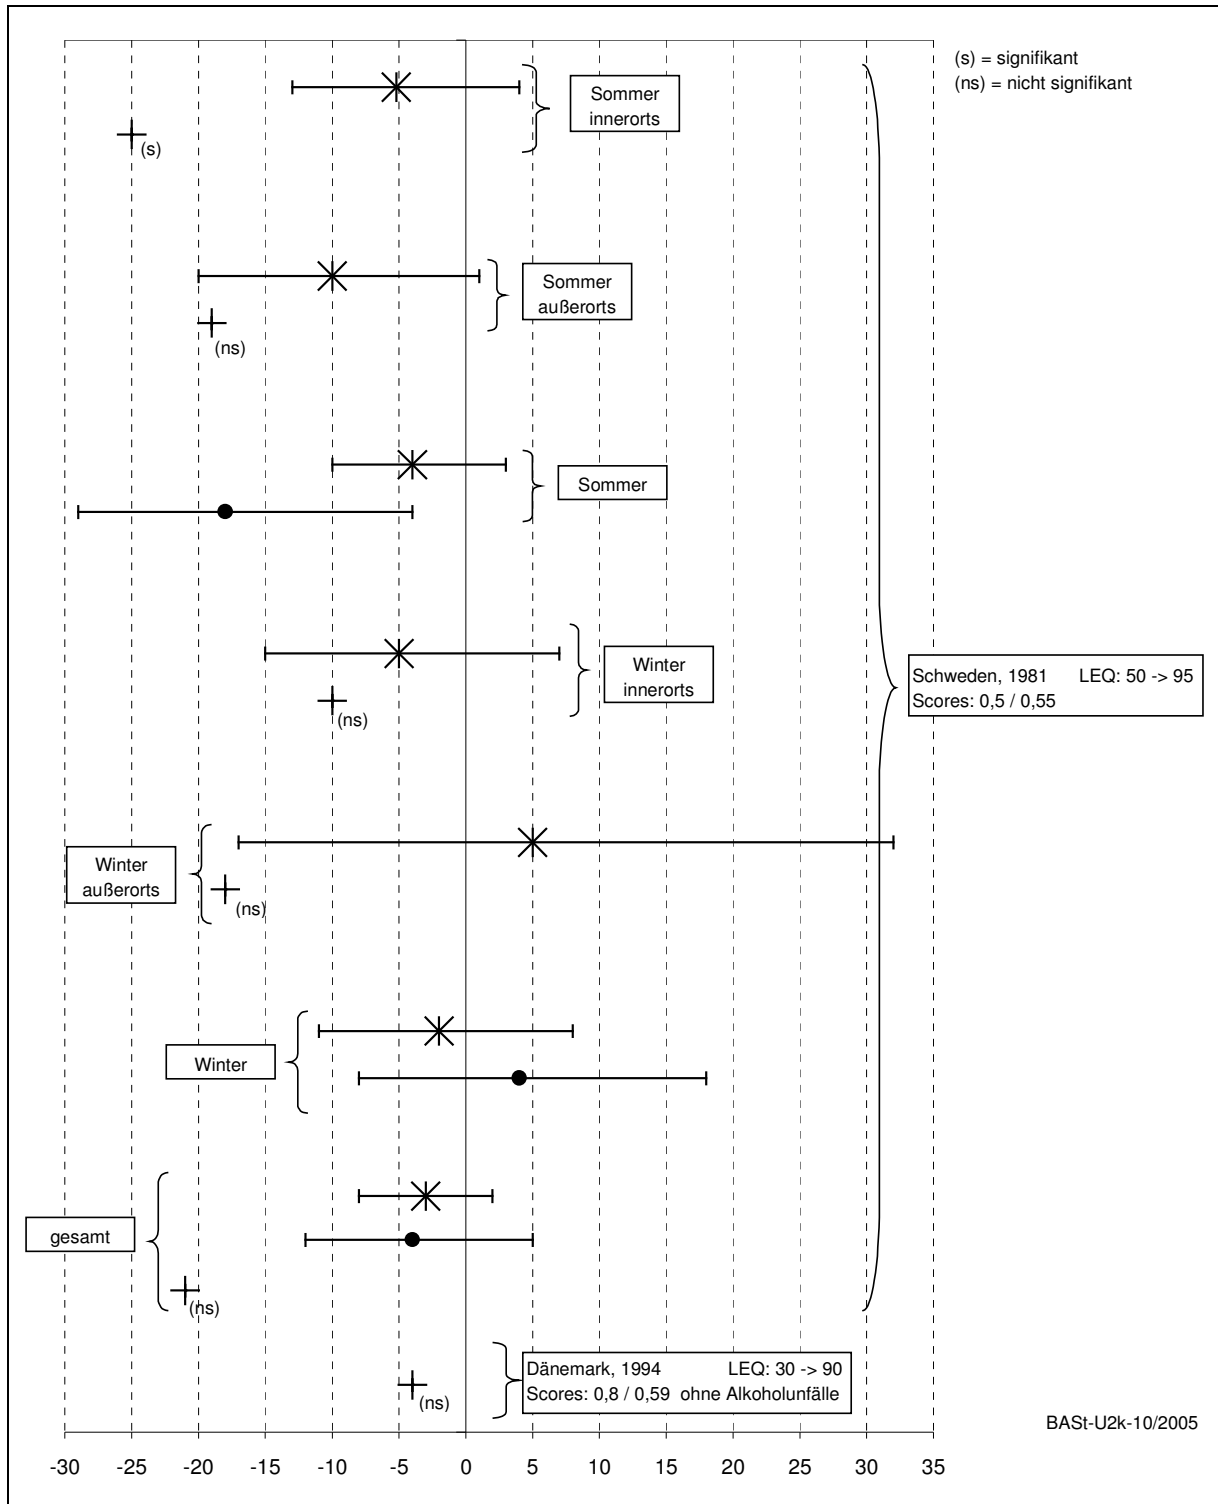 (s) = signifikant
(ns) = nicht signifikant
Sommer
innerorts
(s)
Sommer
außerorts
(ns)
Sommer
Winter
innerorts
(ns)
Schweden, 1981 LEQ: 50 -> 95
Scores: 0,5 / 0,55
Winter
außerorts
(ns)
Winter
gesamt
(ns)
Dänemark, 1994 LEQ: 30 -> 90
Scores: 0,8 / 0,59 ohne Alkoholunfälle
(ns)
BASt-U2k-10/2005
-30 -25 -20 -15 -10 -5 0 5 10 15 20 25 30 35